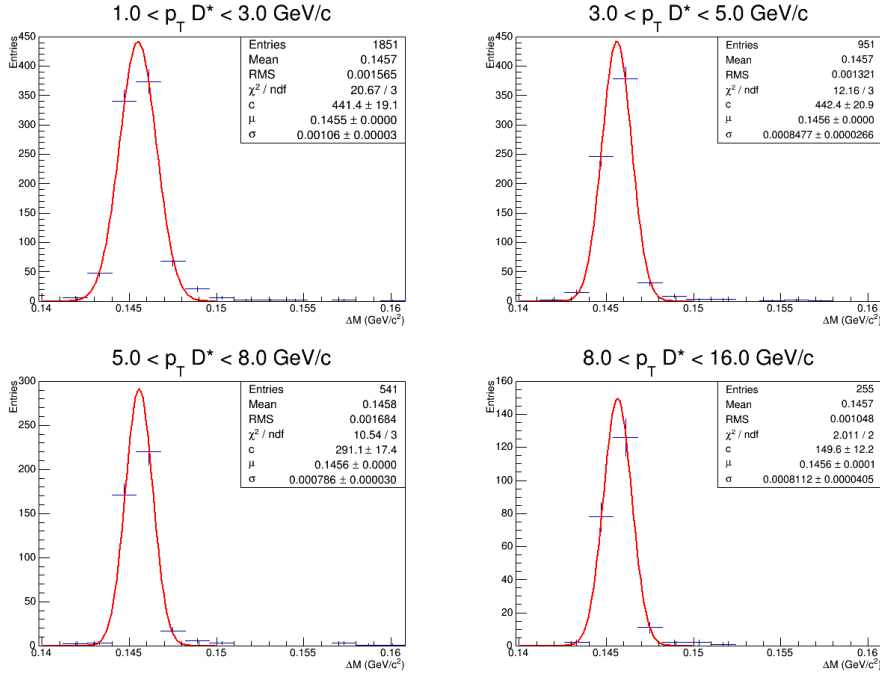 1.0 < p_T D* < 3.0 GeV/c
Entries
450
400
350
300
250
200
150
100
50
0
0.14 0.145 0.15 0.155 0.16
ΔM (GeV/c²)
Entries 1851
Mean 0.1457
RMS 0.001565
χ² / ndf 20.67 / 3
c 441.4 ± 19.1
μ 0.1455 ± 0.0000
σ 0.00106 ± 0.00003
3.0 < p_T D* < 5.0 GeV/c
Entries
450
400
350
300
250
200
150
100
50
0
0.14 0.145 0.15 0.155 0.16
ΔM (GeV/c²)
Entries 951
Mean 0.1457
RMS 0.001321
χ² / ndf 12.16 / 3
c 442.4 ± 20.9
μ 0.1456 ± 0.0000
σ 0.0008477 ± 0.0000266
5.0 < p_T D* < 8.0 GeV/c
Entries
300
250
200
150
100
50
0
0.14 0.145 0.15 0.155 0.16
ΔM (GeV/c²)
Entries 541
Mean 0.1458
RMS 0.001684
χ² / ndf 10.54 / 3
c 291.1 ± 17.4
μ 0.1456 ± 0.0000
σ 0.000786 ± 0.000030
8.0 < p_T D* < 16.0 GeV/c
Entries
160
140
120
100
80
60
40
20
0
0.14 0.145 0.15 0.155 0.16
ΔM (GeV/c²)
Entries 255
Mean 0.1457
RMS 0.001048
χ² / ndf 2.011 / 2
c 149.6 ± 12.2
μ 0.1456 ± 0.0001
σ 0.0008112 ± 0.0000405